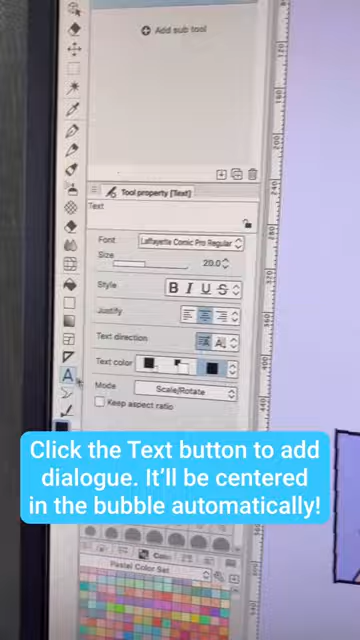 Add sub tool
Tool property [Text]
Text
Font
Laffayette Comic Pro Regular
Size
20.0
Style
B I U S
Justify
Text direction
A A
Text color
Mode
Scale/Rotate
Keep aspect ratio
A
Click the Text button to add
dialogue. It’ll be centered
in the bubble automatically!
Pastel Color Set